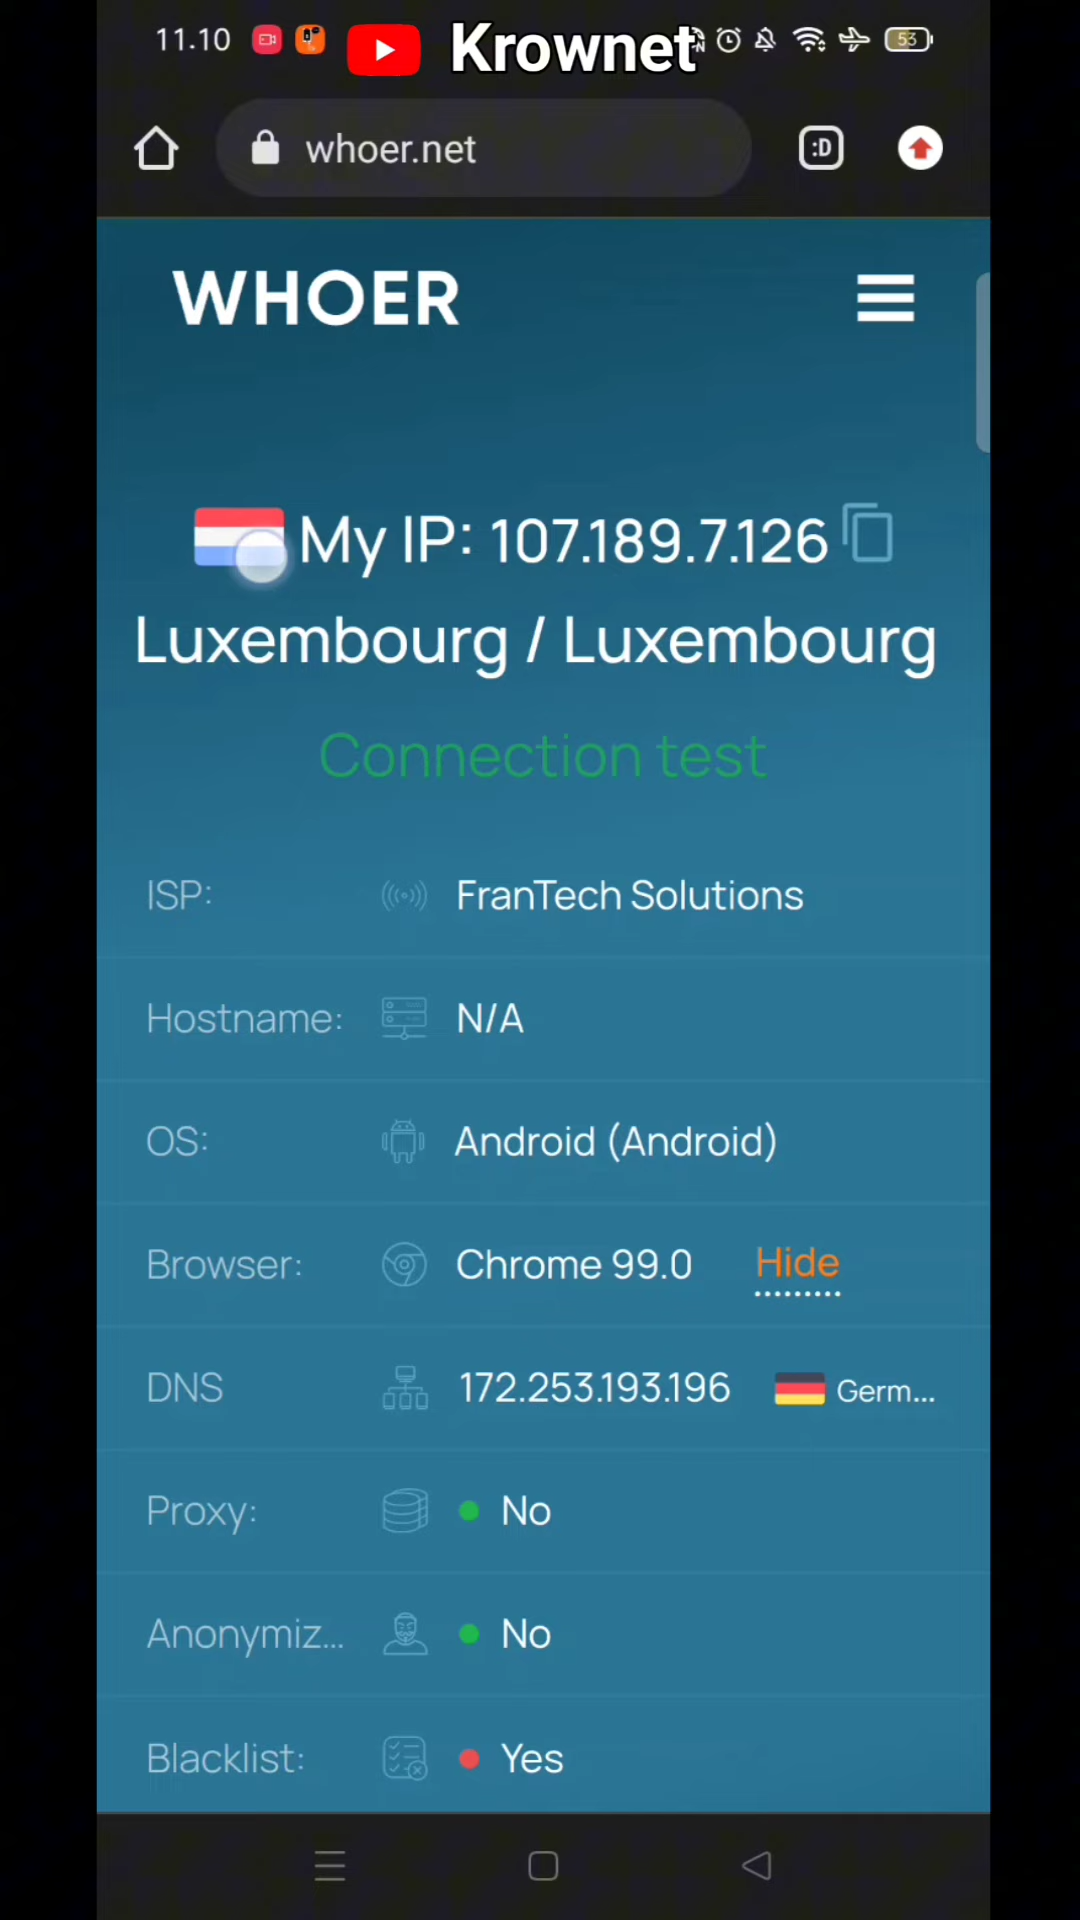 11.10 Krownet 53
whoer.net :D
WHOER
My IP: 107.189.7.126
Luxembourg / Luxembourg
Connection test
ISP: FranTech Solutions
Hostname: N/A
OS: Android (Android)
Browser: Chrome 99.0 Hide
DNS 172.253.193.196 Germ...
Proxy: No
Anonymiz... No
Blacklist: Yes